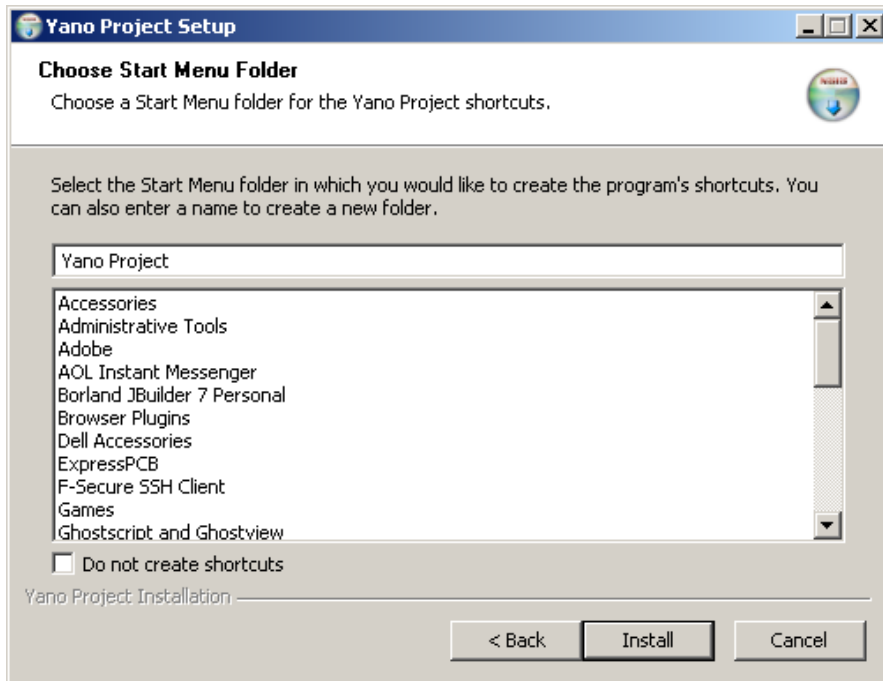 Yano Project Setup
Choose Start Menu Folder
Choose a Start Menu folder for the Yano Project shortcuts.
Select the Start Menu folder in which you would like to create the program's shortcuts. You
can also enter a name to create a new folder.
Yano Project
Accessories
Administrative Tools
Adobe
AOL Instant Messenger
Borland JBuilder 7 Personal
Browser Plugins
Dell Accessories
ExpressPCB
F-Secure SSH Client
Games
Ghostscript and Ghostview
Do not create shortcuts
Yano Project Installation
< Back
Install
Cancel